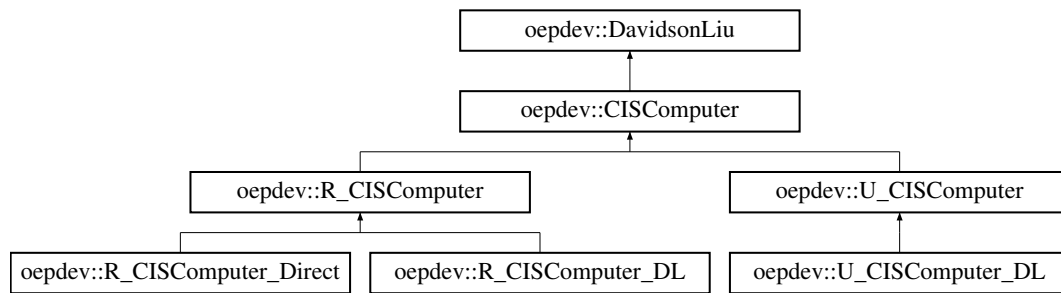 oepdev::DavidsonLiu
oepdev::CISComputer
oepdev::R_CISComputer
oepdev::U_CISComputer
oepdev::R_CISComputer_Direct
oepdev::R_CISComputer_DL
oepdev::U_CISComputer_DL